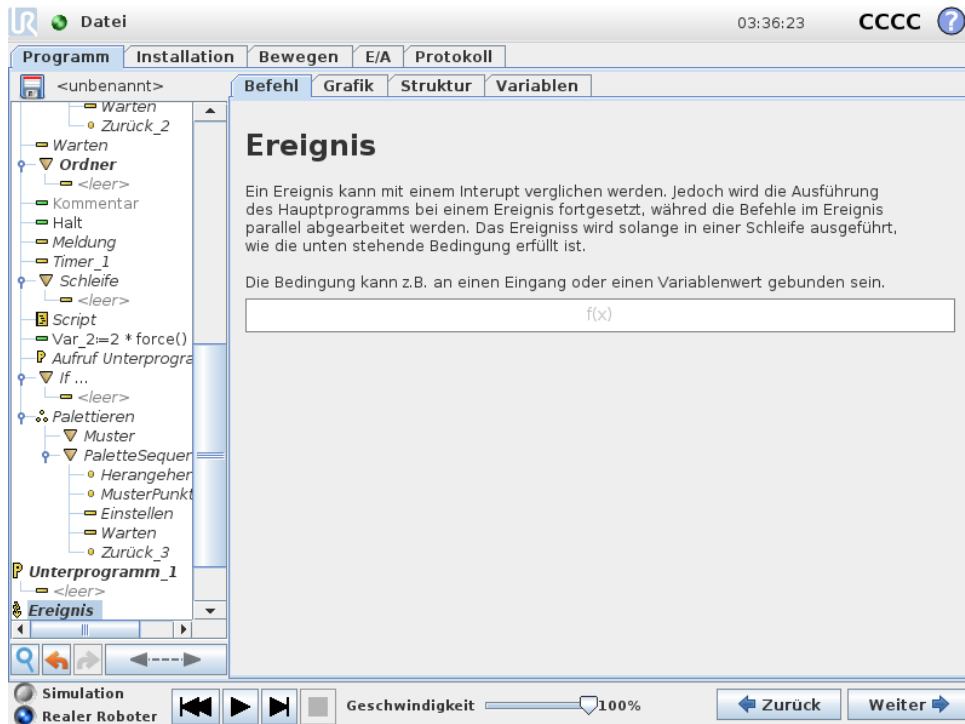 UR Datei 03:36:23 CCCC ?
Programm Installation Bewegen E/A Protokoll
<unbenannt>
Befehl Grafik Struktur Variablen
Warten
Zurück_2
Warten
Ordner
<leer>
Kommentar
Halt
Meldung
Timer_1
Schleife
<leer>
Script
Var_2:=2 * force()
Aufruf Unterprogra
If ...
<leer>
Palettieren
Muster
PaletteSequer
Herangeher
MusterPunkt
Einstellen
Warten
Zurück_3
P Unterprogramm_1
<leer>
Ereignis
Ereignis
Ein Ereignis kann mit einem Interupt verglichen werden. Jedoch wird die Ausführung
des Hauptprogramms bei einem Ereignis fortgesetzt, währed die Befehle im Ereignis
parallel abgearbeitet werden. Das Ereigniss wird solange in einer Schleife ausgeführt,
wie die unten stehende Bedingung erfüllt ist.
Die Bedingung kann z.B. an einen Eingang oder einen Variablenwert gebunden sein.
f(x)
Simulation
Realer Roboter
Geschwindigkeit 100%
Zurück Weiter